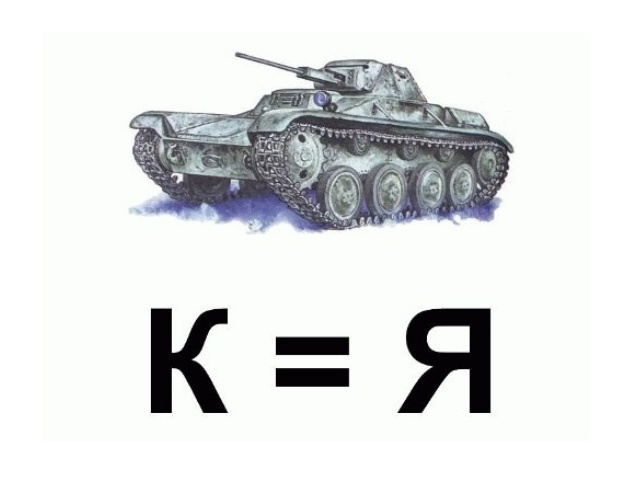 К = Я